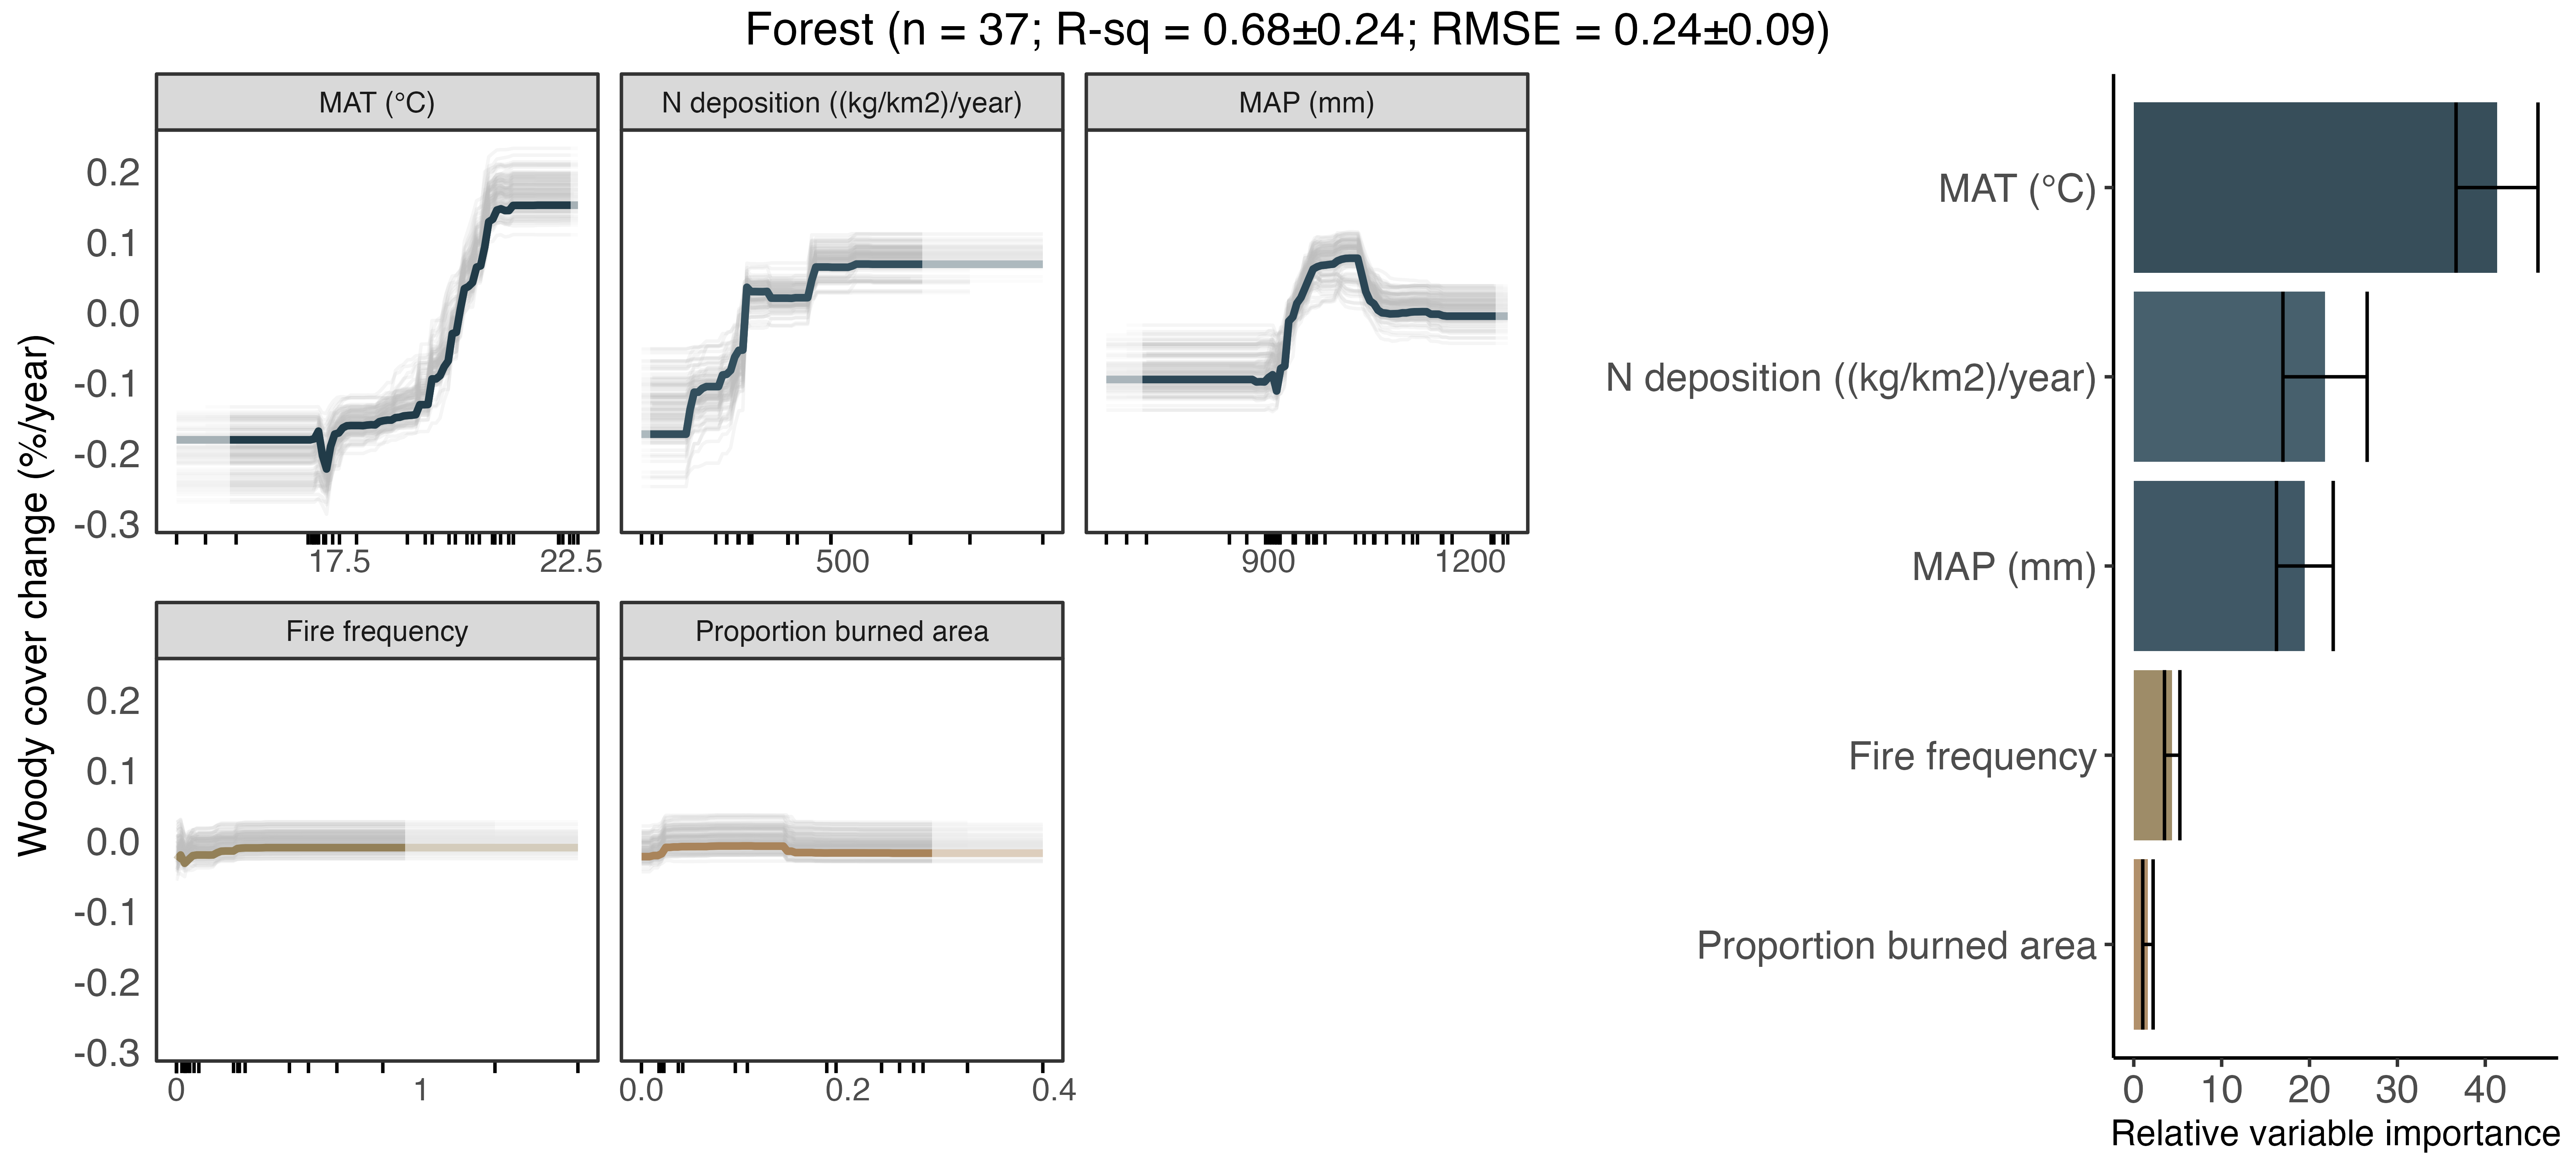 Forest (n = 37; R-sq = 0.68±0.24; RMSE = 0.24±0.09)
Woody cover change (%/year)
MAT (°C)
N deposition ((kg/km2)/year)
MAP (mm)
0.2
0.1
0.0
-0.1
-0.2
-0.3
17.5 22.5
500
900 1200
Fire frequency
Proportion burned area
0.2
0.1
0.0
-0.1
-0.2
-0.3
0 1
0.0 0.2 0.4
MAT (°C)
N deposition ((kg/km2)/year)
MAP (mm)
Fire frequency
Proportion burned area
0 10 20 30 40
Relative variable importance